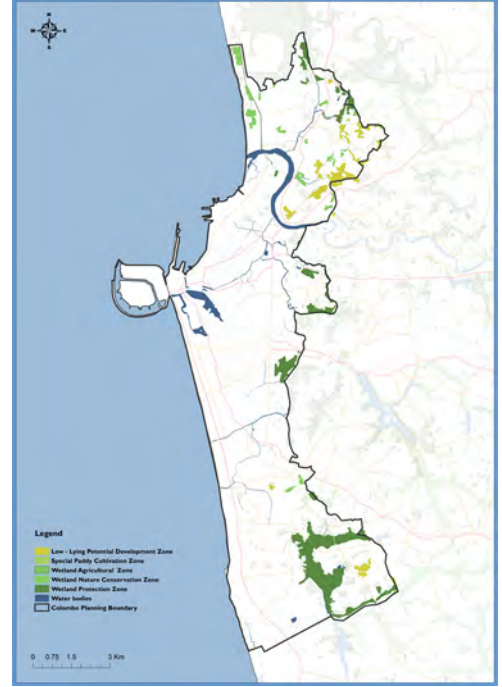 N
W E
S
Legend
Low - Lying Potential Development Zone
Special Paddy Cultivation Zone
Wetland Agricultural Zone
Wetland Nature Conservation Zone
Wetland Protection Zone
Water bodies
Colombo Planning Boundary
0 0.75 1.5 3 Km